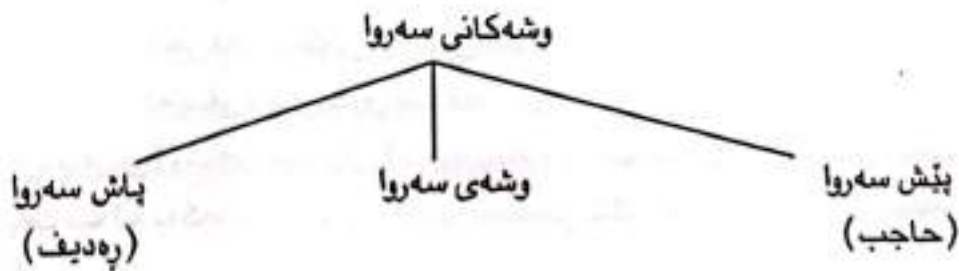 وشەکانی سەروا
پێش سەروا
(حاجب)
وشەی سەروا
پاش سەروا
(ڕەدیف)